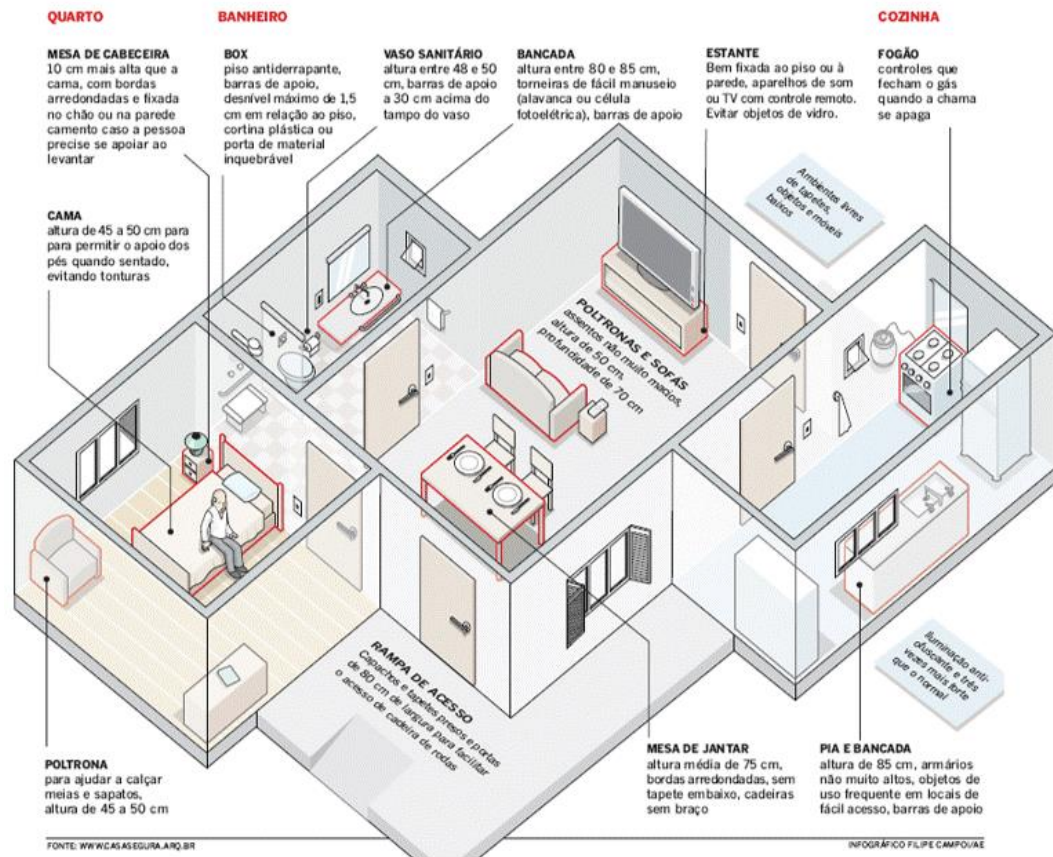 QUARTO
MESA DE CABECEIRA
10 cm mais alta que a
cama, com bordas
arredondadas e fixada
no chão ou na parede
camento caso a pessoa
precise se apoiar ao
levantar
CAMA
altura de 45 a 50 cm para
para permitir o apoio dos
pés quando sentado,
evitando tonturas
BANHEIRO
BOX
piso antiderrapante,
barras de apoio,
desnível máximo de 1,5
cm em relação ao piso,
cortina plástica ou
porta de material
inquebrável
VASO SANITÁRIO
altura entre 48 e 50
cm, barras de apoio
a 30 cm acima do
tampo do vaso
BANCADA
altura entre 80 e 85 cm,
torneiras de fácil manuseio
(alavanca ou célula
fotoelétrica), barras de apoio
ESTANTE
Bem fixada ao piso ou à
parede, aparelhos de som
ou TV com controle remoto.
Evitar objetos de vidro.
COZINHA
FOGÃO
controles que
fecham o gás
quando a chama
se apaga
Ambientes livres
de tapetes,
objetos e móveis
baixos
POLTRONAS E SOFÁS
assentos não muito macios,
altura de 50 cm,
profundidade de 70 cm
RAMPA DE ACESSO
Capachos e tapetes presos e portas
de 80 cm de largura para facilitar
o acesso de cadeira de rodas
Iluminação anti-
ofuscante e três
vezes mais forte
que o normal
POLTRONA
para ajudar a calçar
meias e sapatos,
altura de 45 a 50 cm
MESA DE JANTAR
altura média de 75 cm,
bordas arredondadas, sem
tapete embaixo, cadeiras
sem braço
PIA E BANCADA
altura de 85 cm, armários
não muito altos, objetos de
uso frequente em locais de
fácil acesso, barras de apoio
FONTE: WWW.CASASEGURA.ARQ.BR
INFOGRÁFICO FILIPE CAMPOI/AE